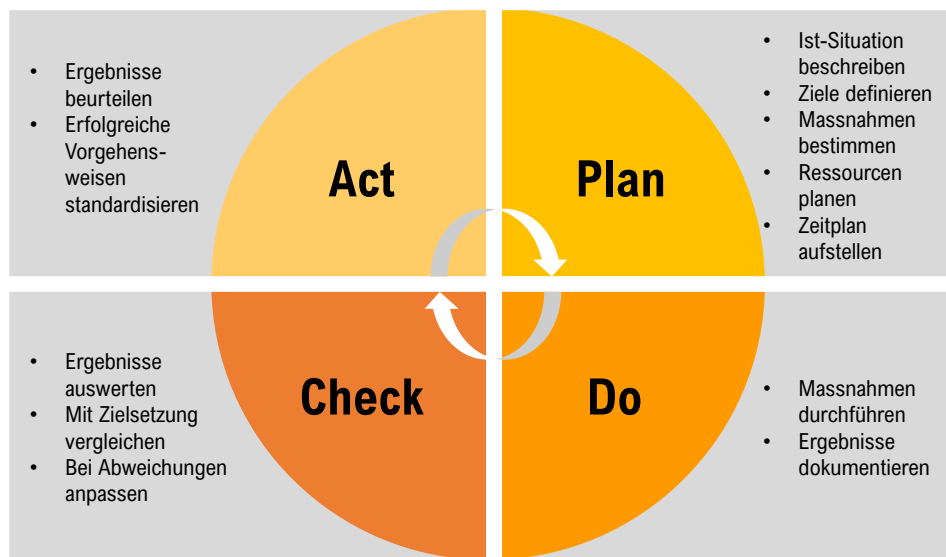 • Ergebnisse
beurteilen
• Erfolgreiche
Vorgehens-
weisen
standardisieren
Act
Plan
• Ist-Situation
beschreiben
• Ziele definieren
• Massnahmen
bestimmen
• Ressourcen
planen
• Zeitplan
aufstellen
• Ergebnisse
auswerten
• Mit Zielsetzung
vergleichen
• Bei Abweichungen
anpassen
Check
Do
• Massnahmen
durchführen
• Ergebnisse
dokumentieren